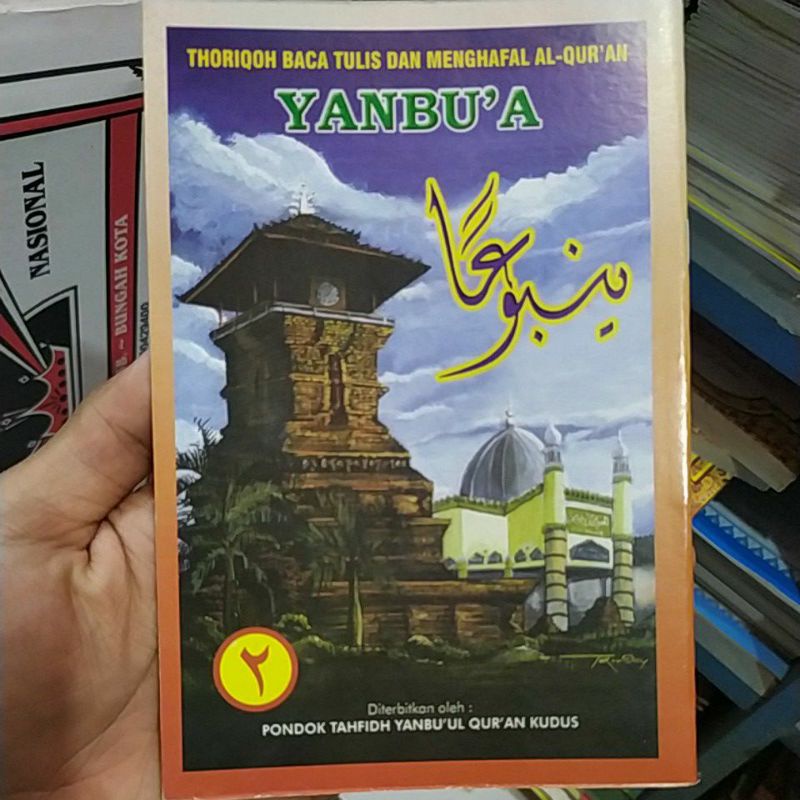 THORIQOH BACA TULIS DAN MENGHAFAL AL-QUR'AN
YANBU'A
ينبوعًا
٢
Diterbitkan oleh :
PONDOK TAHFIDH YANBU'UL QUR'AN KUDUS
NASIONAL
BUNGAH KOTA